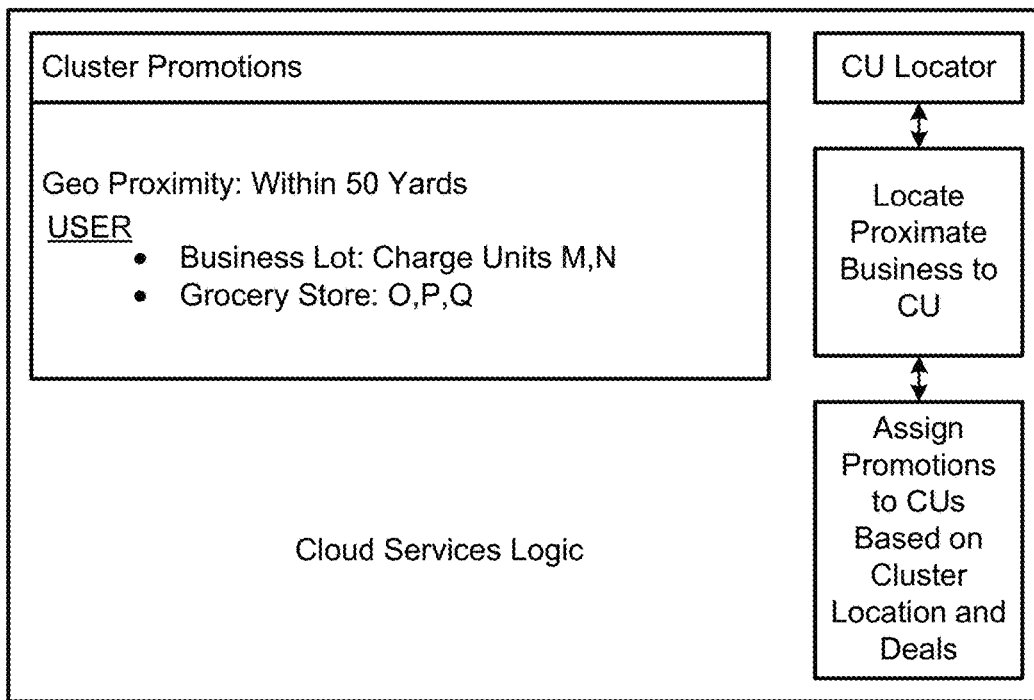 Cluster Promotions
Geo Proximity: Within 50 Yards
USER
• Business Lot: Charge Units M,N
• Grocery Store: O,P,Q
Cloud Services Logic
CU Locator
Locate
Proximate
Business to
CU
Assign
Promotions
to CUs
Based on
Cluster
Location and
Deals